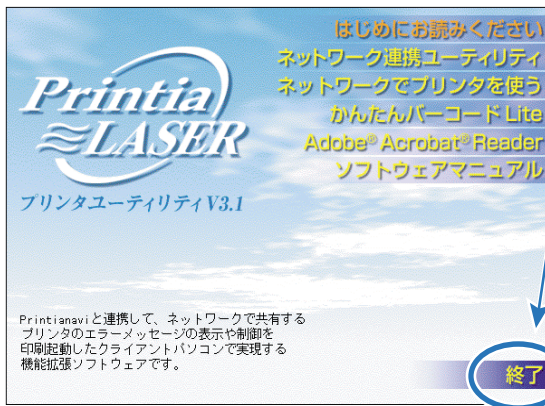 はじめにお読みください
ネットワーク連携ユーティリティ
ネットワークでプリンタを使う
かんたんバーコード Lite
Adobe® Acrobat® Reader
ソフトウェアマニュアル
Printia
LASER
プリンタユーティリティV3.1
Printianaviと連携して、ネットワークで共有する
プリンタのエラーメッセージの表示や制御を
印刷起動したクライアントパソコンで実現する
機能拡張ソフトウェアです。
終了